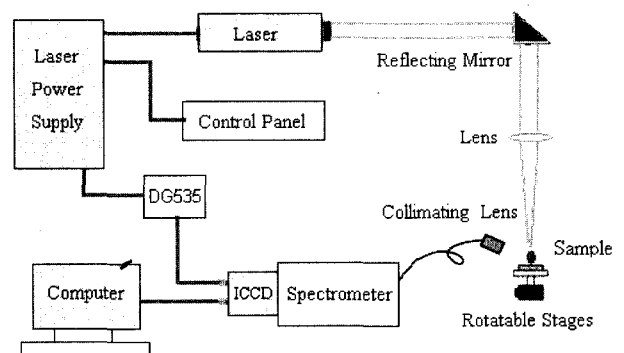 Laser
Laser
Power
Supply
Reflecting Mirror
Control Panel
Lens
DG535
Collimating Lens
Sample
Computer
ICCD
Spectrometer
Rotatable Stages